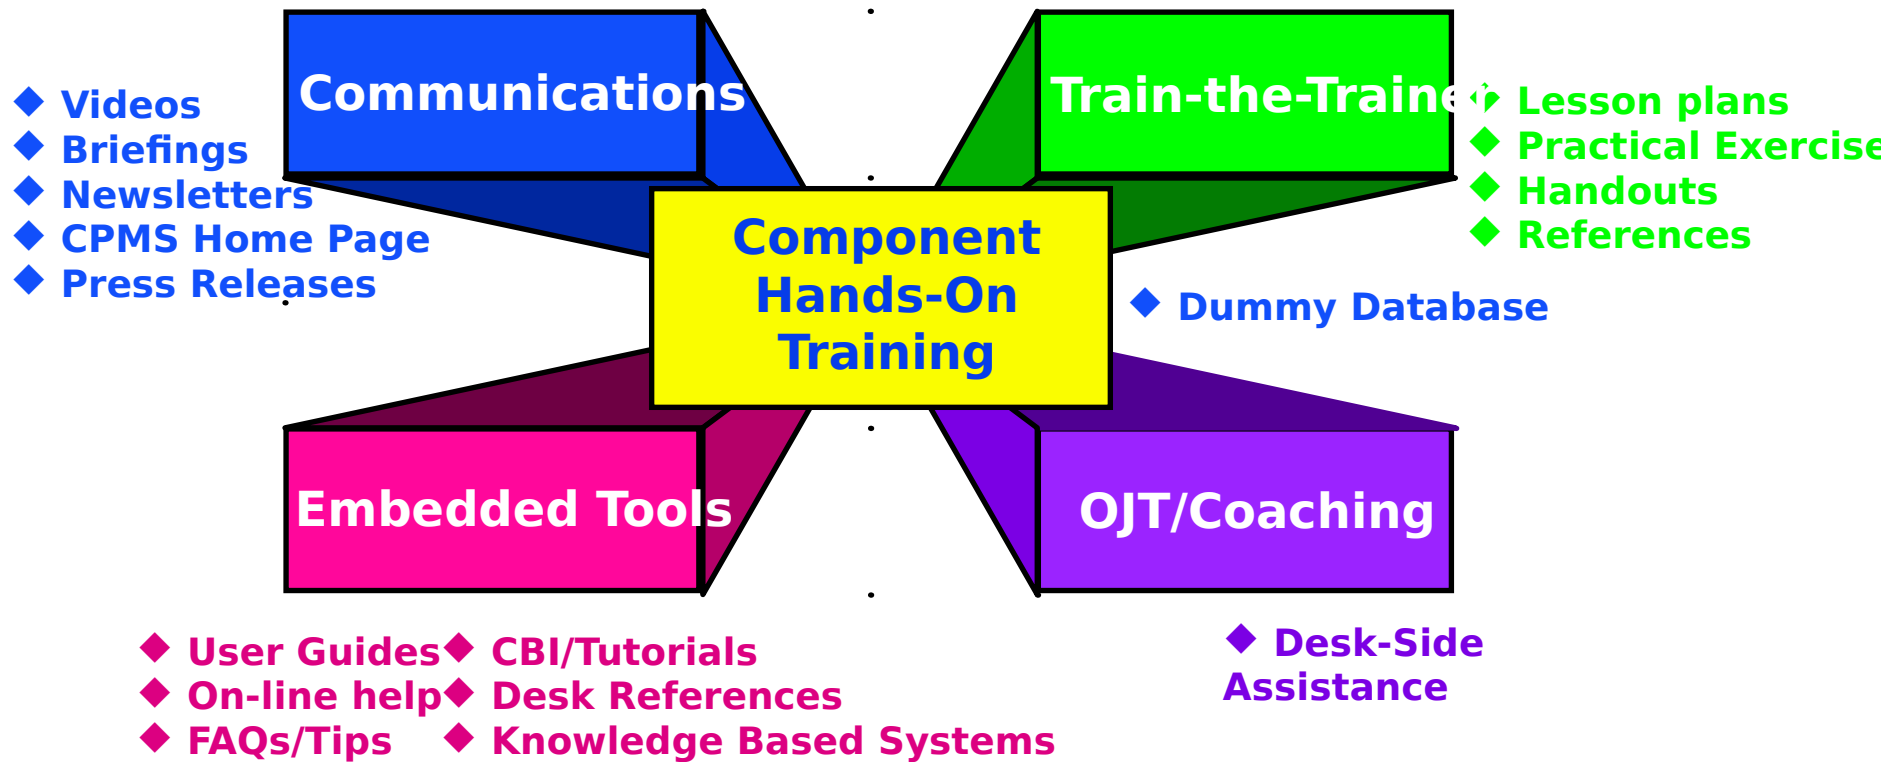 Communications
Videos
Briefings
Newsletters
CPMS Home Page
Press Releases
Train-the-Trainer
Lesson plans
Practical Exercise
Handouts
References
Component
Hands-On
Training
Dummy Database
Embedded Tools
User Guides
On-line help
FAQs/Tips
CBI/Tutorials
Desk References
Knowledge Based Systems
OJT/Coaching
Desk-Side
Assistance